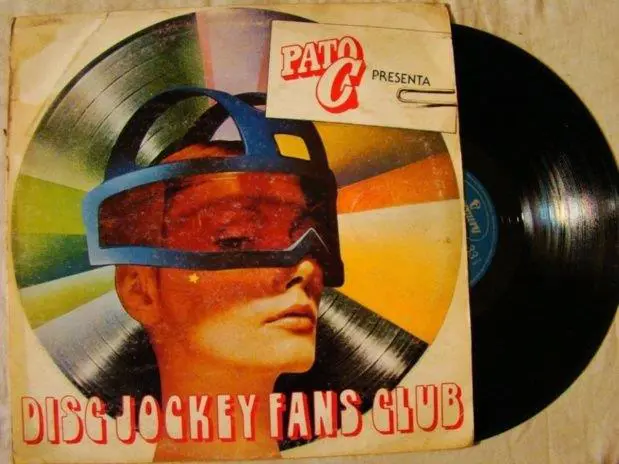 PATO C
PRESENTA
DISC JOCKEY FANS CLUB